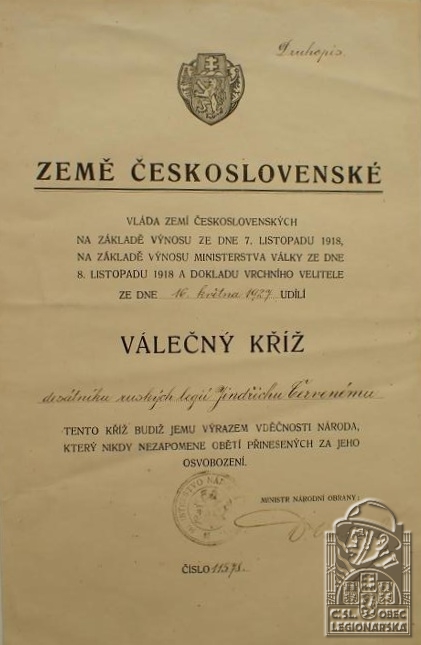 Druhopis.
ZEMĚ ČESKOSLOVENSKÉ
VLÁDA ZEMÍ ČESKOSLOVENSKÝCH
NA ZÁKLADĚ VÝNOSU ZE DNE 7. LISTOPADU 1918,
NA ZÁKLADĚ VÝNOSU MINISTERSTVA VÁLKY ZE DNE
8. LISTOPADU 1918 A DOKLADU VRCHNÍHO VELITELE
ZE DNE 16. května 1927 UDÍLÍ
VÁLEČNÝ KŘÍŽ
desátníku ruských legií Jindřichu Červenému
TENTO KŘÍŽ BUDIŽ JEMU VÝRAZEM VDĚČNOSTI NÁRODA,
KTERÝ NIKDY NEZAPOMENE OBĚTÍ PŘINESENÝCH ZA JEHO
OSVOBOZENÍ.
MINISTR NÁRODNÍ OBRANY:
ČÍSLO 11578.
ČSL. OBEC
LEGIONÁŘSKÁ